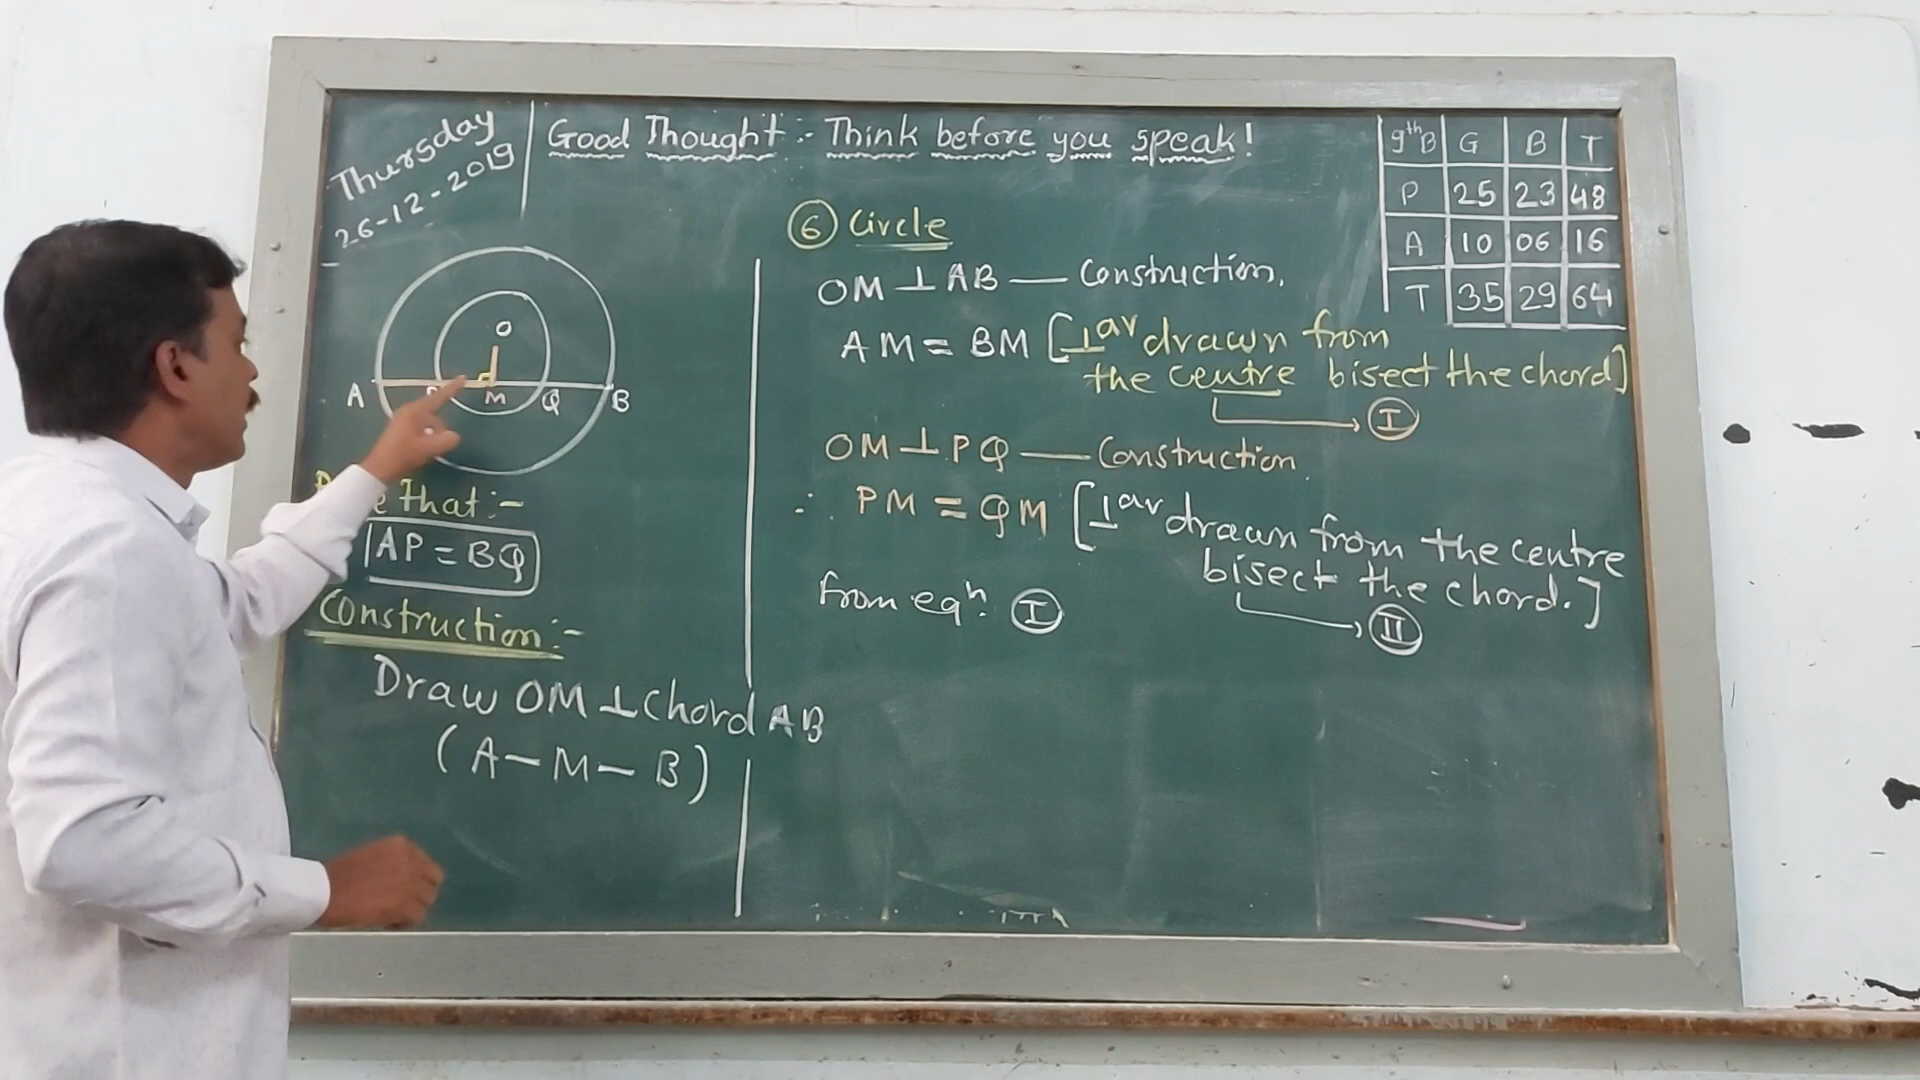 Thursday
26-12-2019
Good Thought :- Think before you speak!
9th B G B T
P 25 23 48
A 10 06 16
T 35 29 64
O
A M Q B
that :-
AP = BQ
Construction :-
Draw OM ⊥ chord AB
(A - M - B)
⑥ Circle
OM ⊥ AB — Construction.
AM = BM [⊥ar drawn from
the centre bisect the chord]
→ Ⓘ
OM ⊥ PQ — Construction
∴ PM = QM [⊥ar drawn from the centre
bisect the chord.]
→ II
from eqn. I